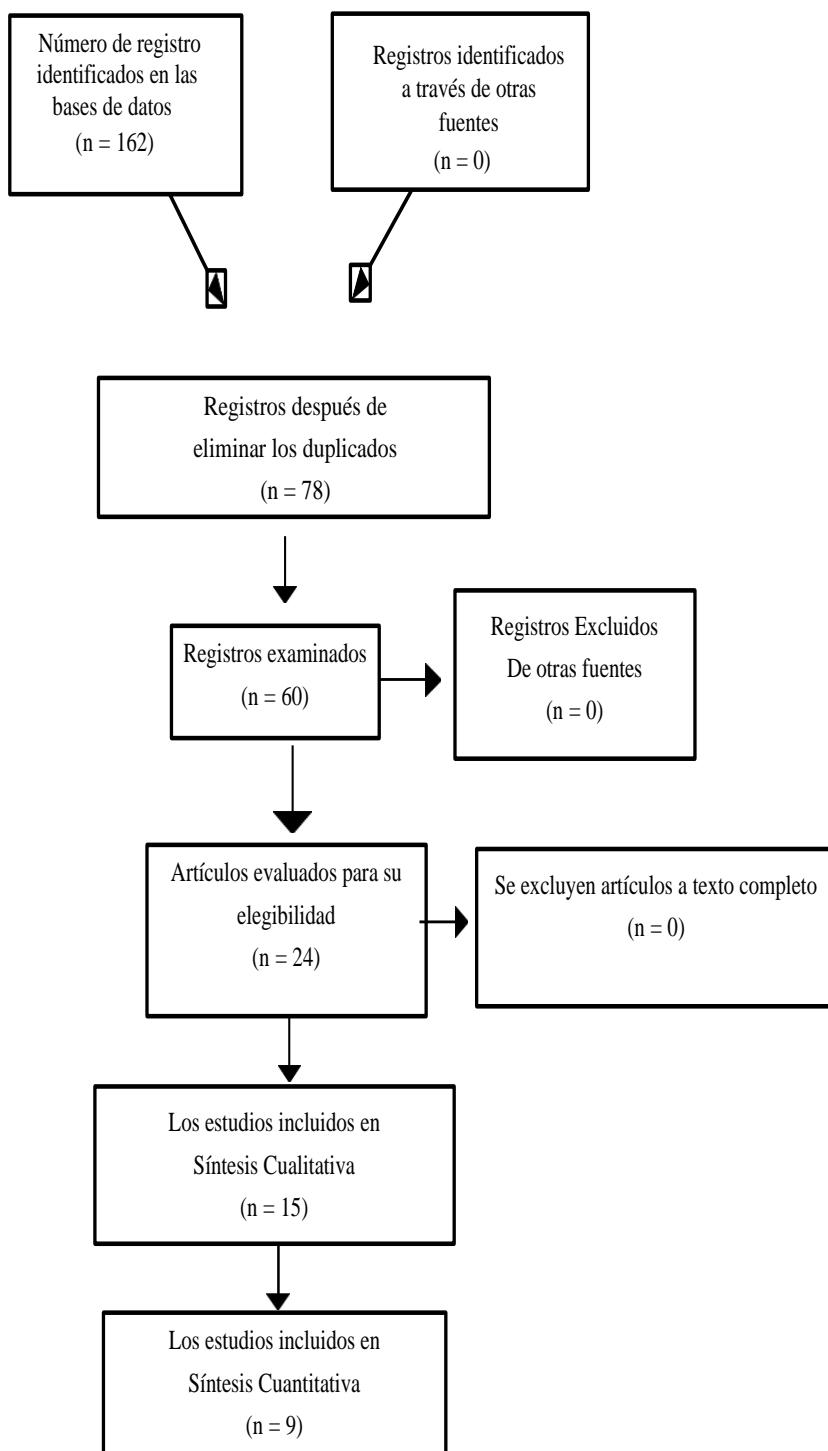 Número de registro
identificados en las
bases de datos
(n = 162)
Registros identificados
a través de otras
fuentes
(n = 0)
Registros después de
eliminar los duplicados
(n = 78)
Registros examinados
(n = 60)
Registros Excluidos
De otras fuentes
(n = 0)
Artículos evaluados para su
elegibilidad
(n = 24)
Se excluyen artículos a texto completo
(n = 0)
Los estudios incluidos en
Síntesis Cualitativa
(n = 15)
Los estudios incluidos en
Síntesis Cuantitativa
(n = 9)